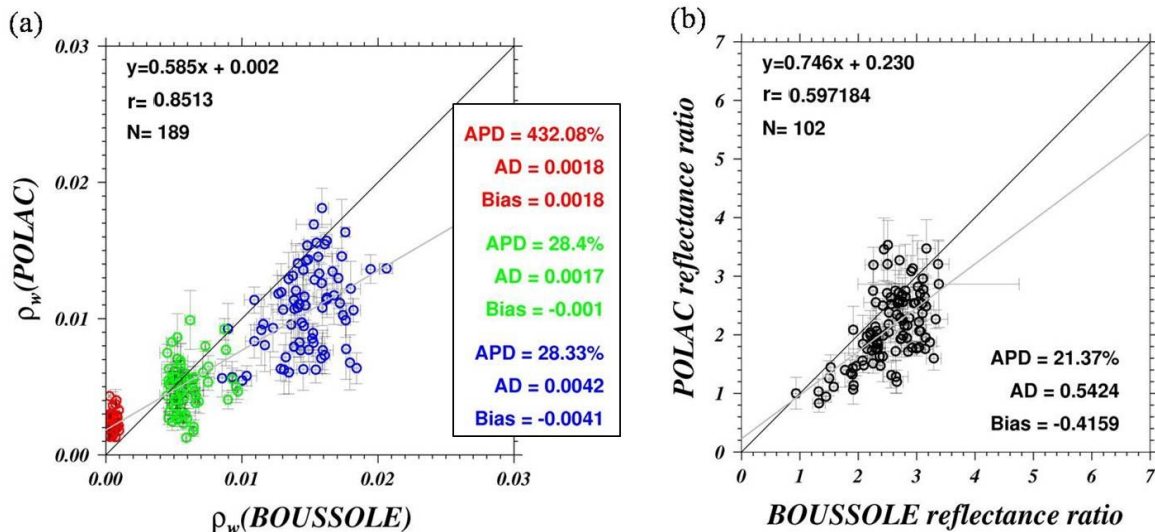 (a)
0.03
y=0.585x + 0.002
r= 0.8513
N= 189
APD = 432.08%
AD = 0.0018
Bias = 0.0018
APD = 28.4%
AD = 0.0017
Bias = -0.001
APD = 28.33%
AD = 0.0042
Bias = -0.0041
0.02
0.01
0.00
ρw(POLAC)
0.00 0.01 0.02 0.03
ρw(BOUSSOLE)
(b)
7
y=0.746x + 0.230
r= 0.597184
N= 102
6
5
4
3
2
1
0
POLAC reflectance ratio
APD = 21.37%
AD = 0.5424
Bias = -0.4159
0 1 2 3 4 5 6 7
BOUSSOLE reflectance ratio